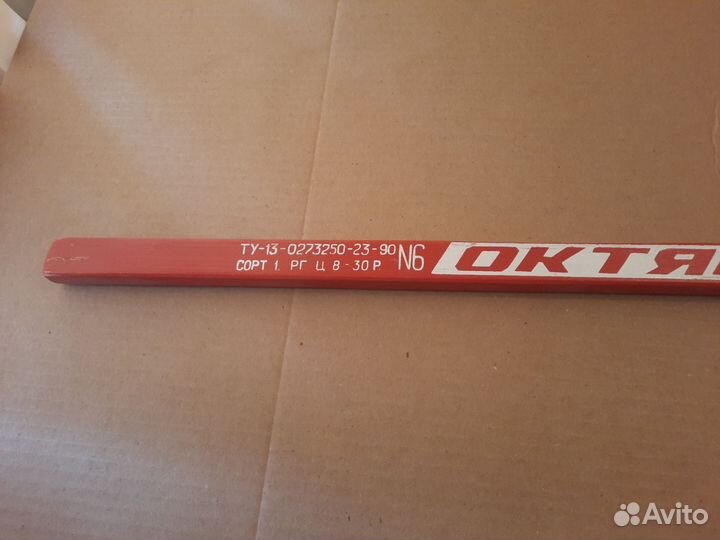 ТУ-13-0273250-23-90 N6
СОРТ 1. РГ Ц 8-30 Р
ОКТЯ
Avito